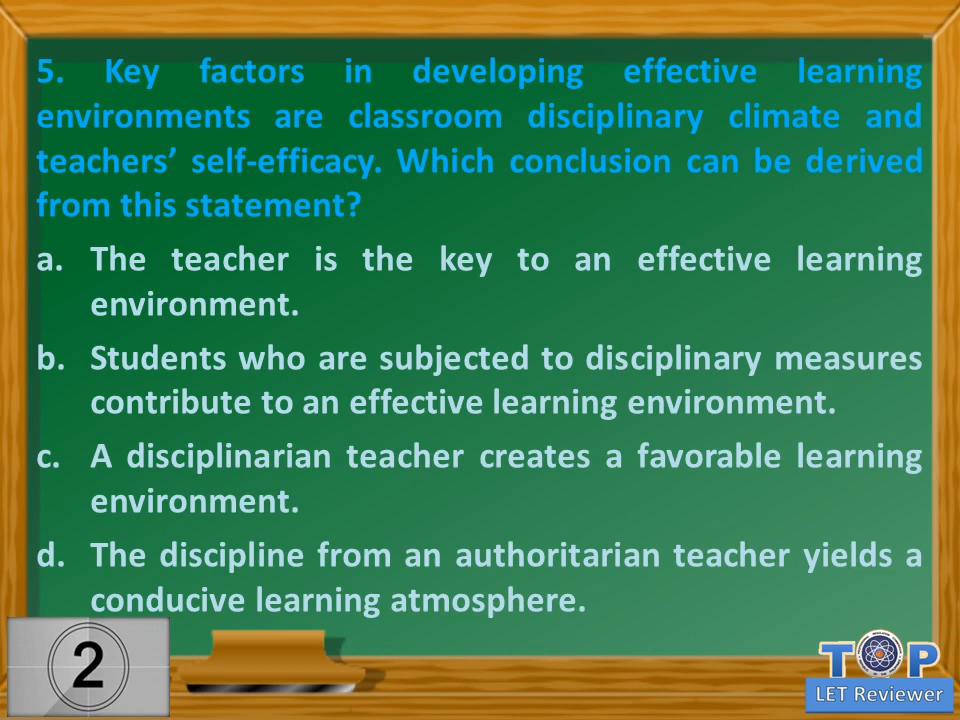 5. Key factors in developing effective learning
environments are classroom disciplinary climate and
teachers’ self-efficacy. Which conclusion can be derived
from this statement?
a. The teacher is the key to an effective learning
environment.
b. Students who are subjected to disciplinary measures
contribute to an effective learning environment.
c. A disciplinarian teacher creates a favorable learning
environment.
d. The discipline from an authoritarian teacher yields a
conducive learning atmosphere.
2
TOP
LET Reviewer